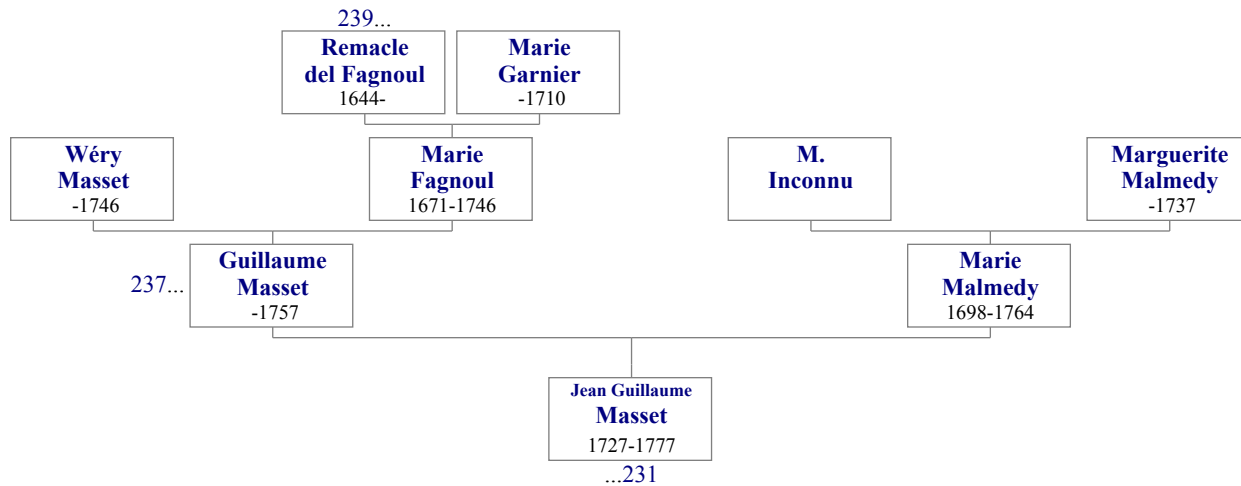 239...
Remacle
del Fagnoul
1644-
Marie
Garnier
-1710
Wéry
Masset
-1746
Marie
Fagnoul
1671-1746
M.
Inconnu
Marguerite
Malmedy
-1737
237...
Guillaume
Masset
-1757
Marie
Malmedy
1698-1764
Jean Guillaume
Masset
1727-1777
...231